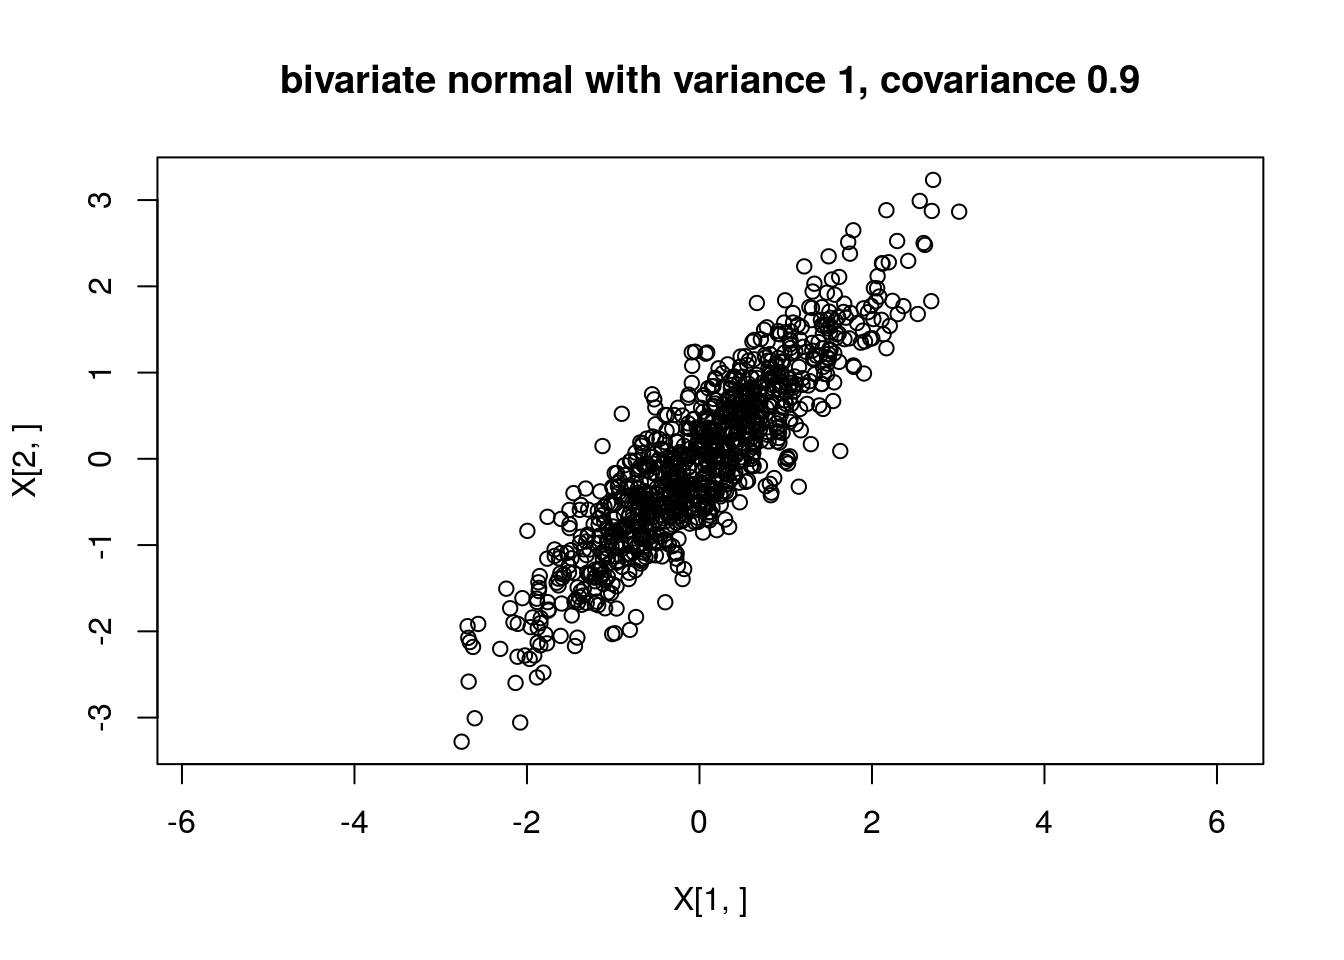 bivariate normal with variance 1, covariance 0.9
3
2
1
0
-1
-2
-3
X[2, ]
-6 -4 -2 0 2 4 6
X[1, ]